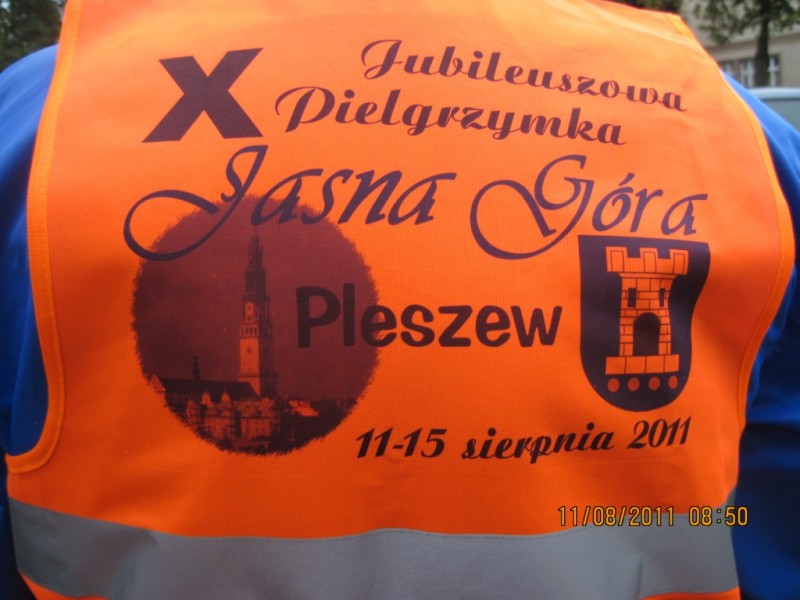 X Jubileuszowa
Pielgrzymka
Jasna Góra
Pleszew
11-15 sierpnia 2011
11/08/2011 08:50